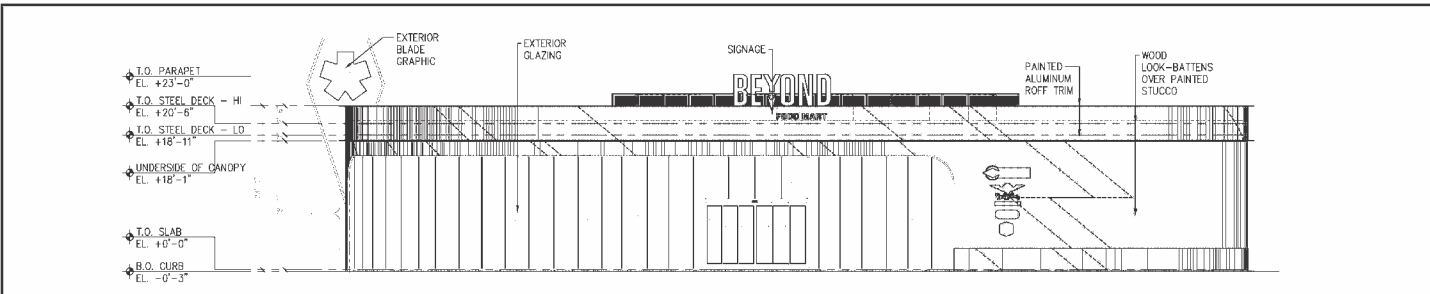 EXTERIOR
BLADE
GRAPHIC
EXTERIOR
GLAZING
SIGNAGE
BEYOND
FOOD MART
PAINTED
ALUMINUM
ROFF TRIM
WOOD
LOOK-BATTENS
OVER PAINTED
STUCCO
T.O. PARAPET
EL. +23'-0"
T.O. STEEL DECK - HI
EL. +20'-6"
T.O. STEEL DECK - LO
EL. +18'-11"
UNDERSIDE OF CANOPY
EL. +18'-1"
T.O. SLAB
EL. +0'-0"
B.O. CURB
EL. -0'-3"